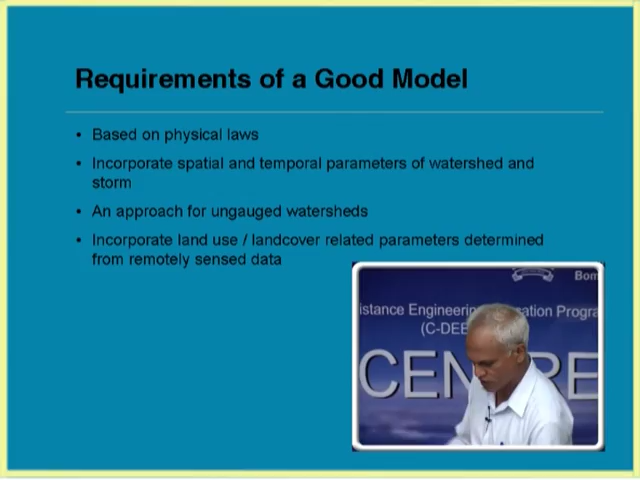 Requirements of a Good Model
• Based on physical laws
• Incorporate spatial and temporal parameters of watershed and
storm
• An approach for ungauged watersheds
• Incorporate land use / landcover related parameters determined
from remotely sensed data
Bom
istance Engineerin ation Progra
(C-DEE
CEN RE